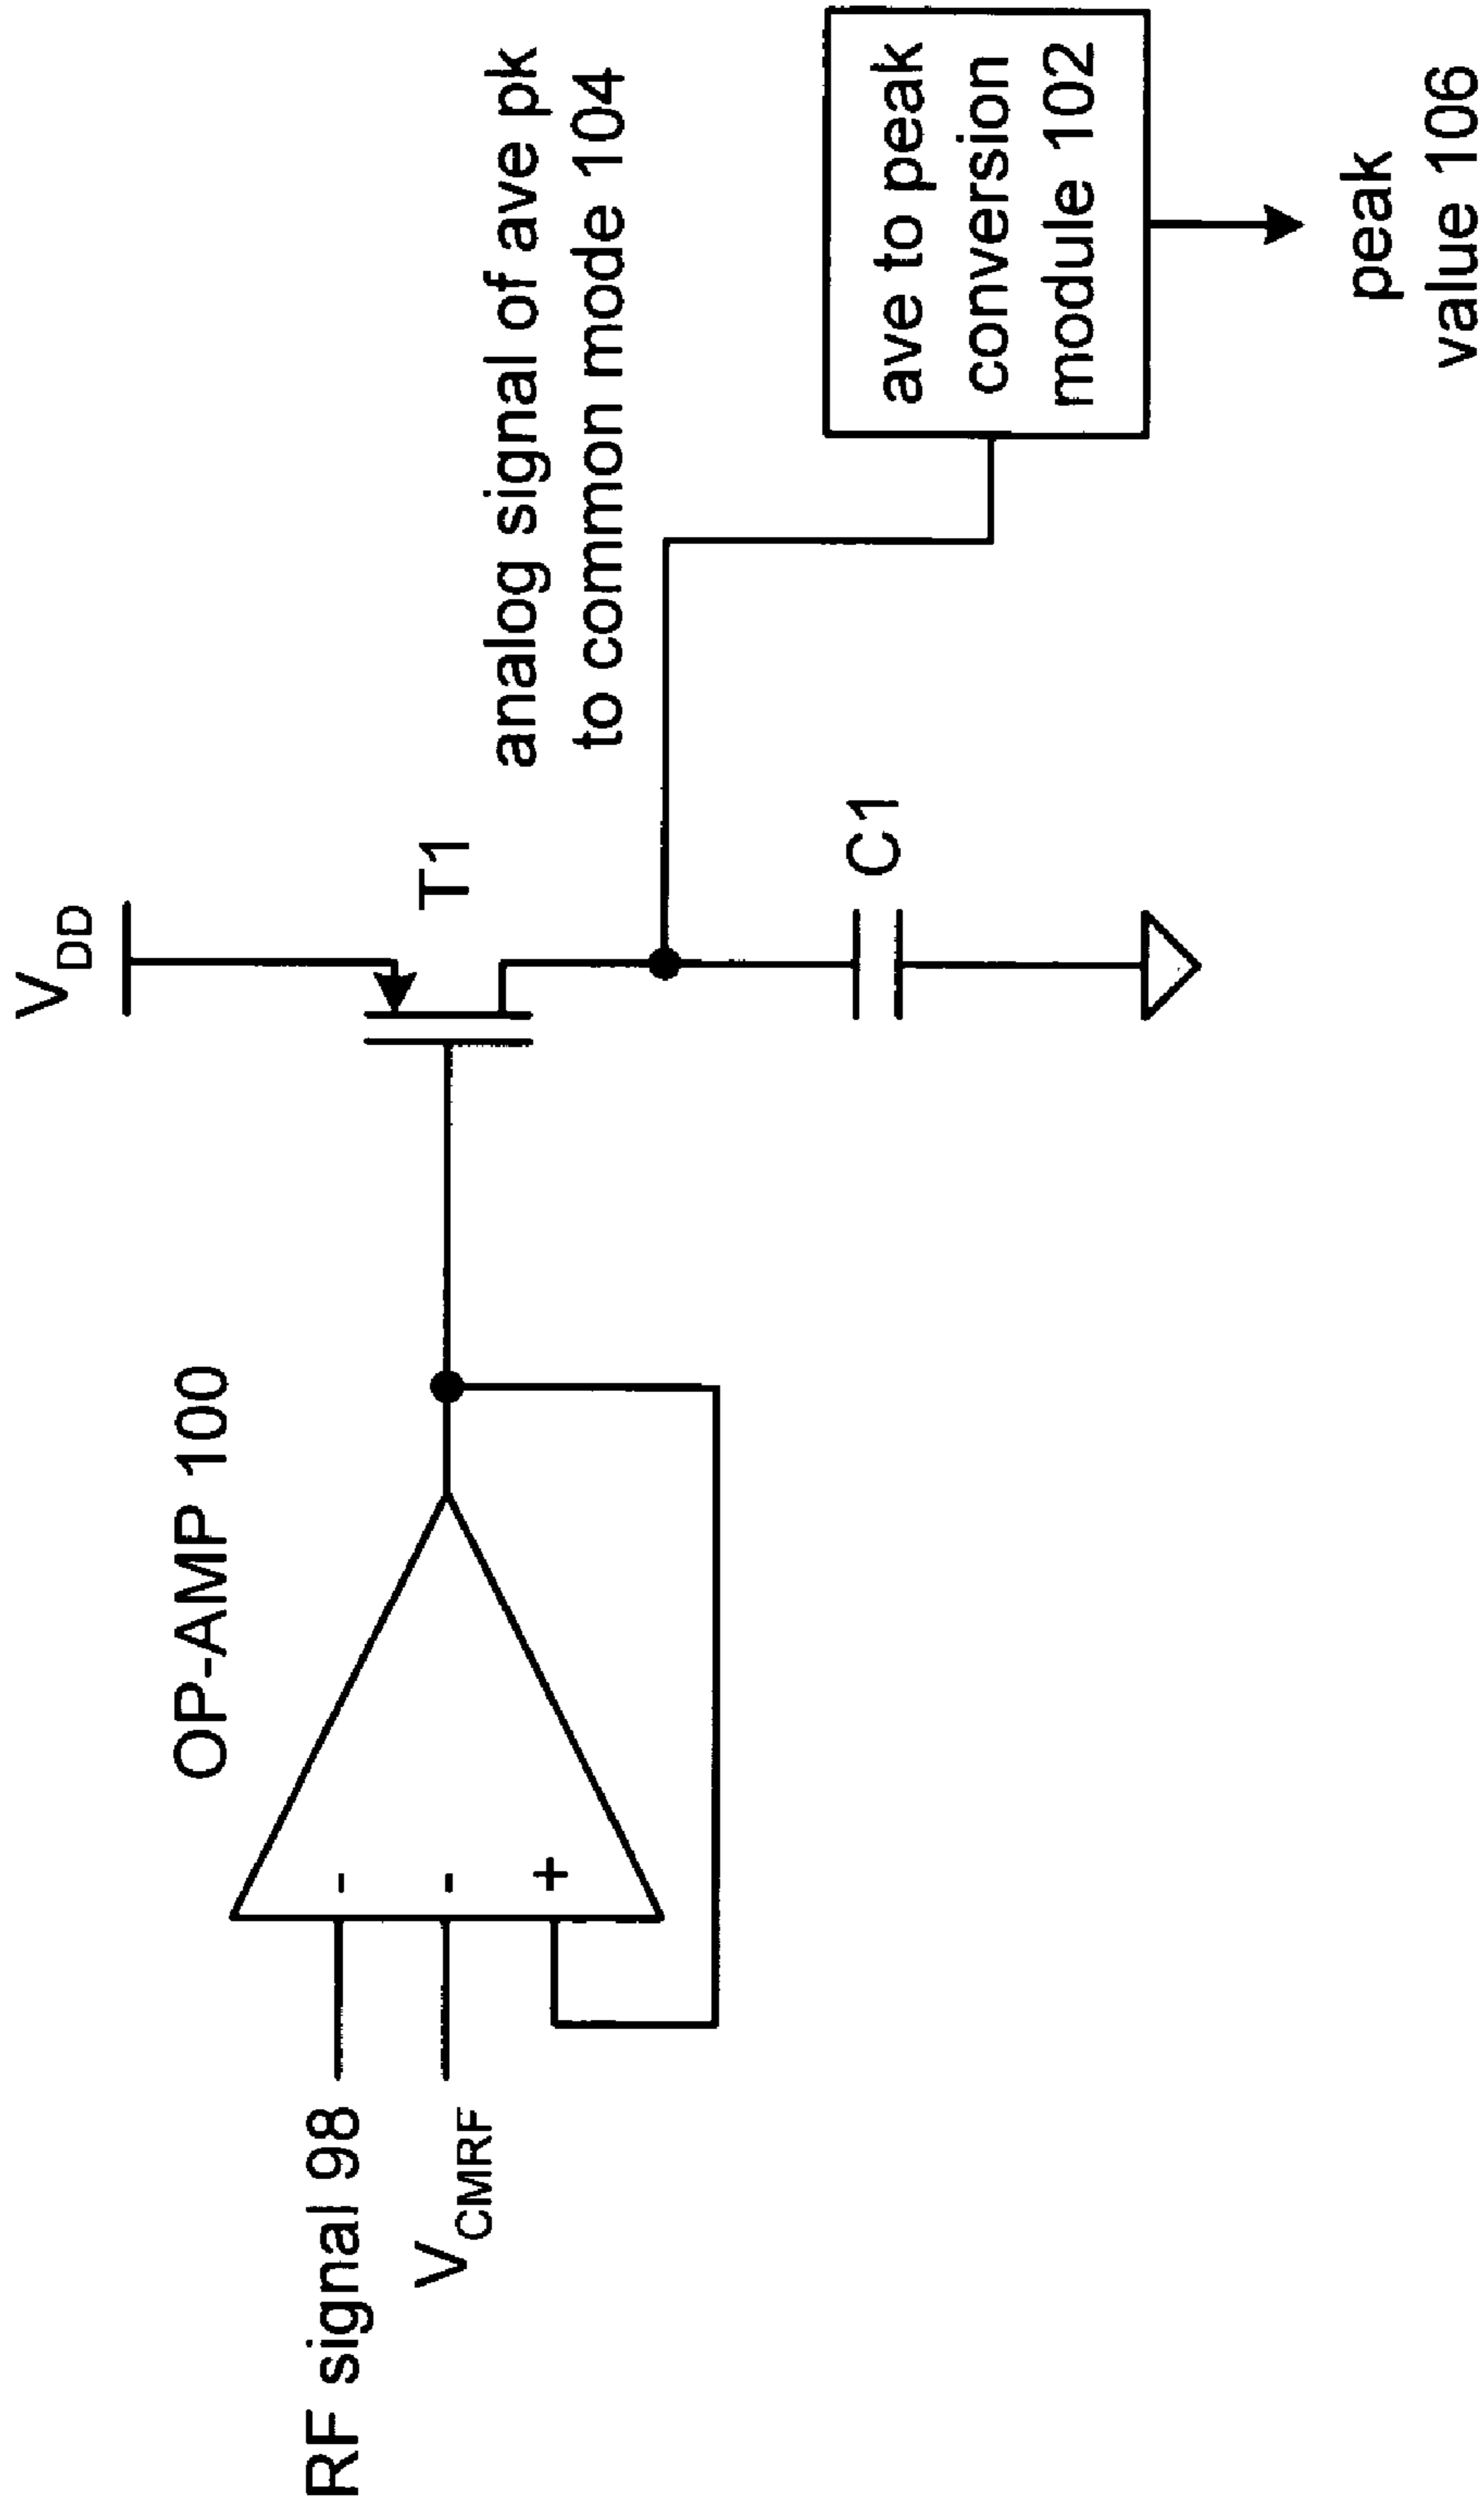 V_DD
OP-AMP 100
T1
analog signal of ave pk
to common mode 104
RF signal 98
-
V_CMRF
-
+
C1
ave to peak
conversion
module 102
peak
value 106